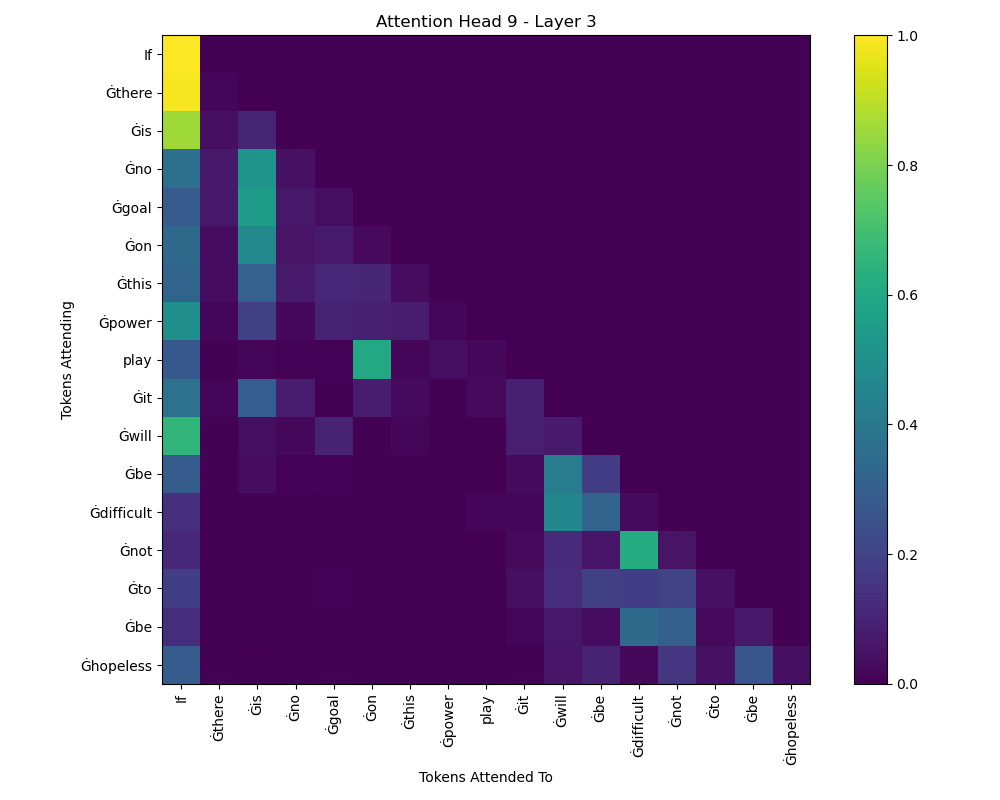 Attention Head 9 - Layer 3
If
Ġthere
Ġis
Ġno
Ġgoal
Ġon
Ġthis
Ġpower
play
Ġit
Ġwill
Ġbe
Ġdifficult
Ġnot
Ġto
Ġbe
Ġhopeless
Tokens Attending
If
Ġthere
Ġis
Ġno
Ġgoal
Ġon
Ġthis
Ġpower
play
Ġit
Ġwill
Ġbe
Ġdifficult
Ġnot
Ġto
Ġbe
Ġhopeless
Tokens Attended To
1.0
0.8
0.6
0.4
0.2
0.0